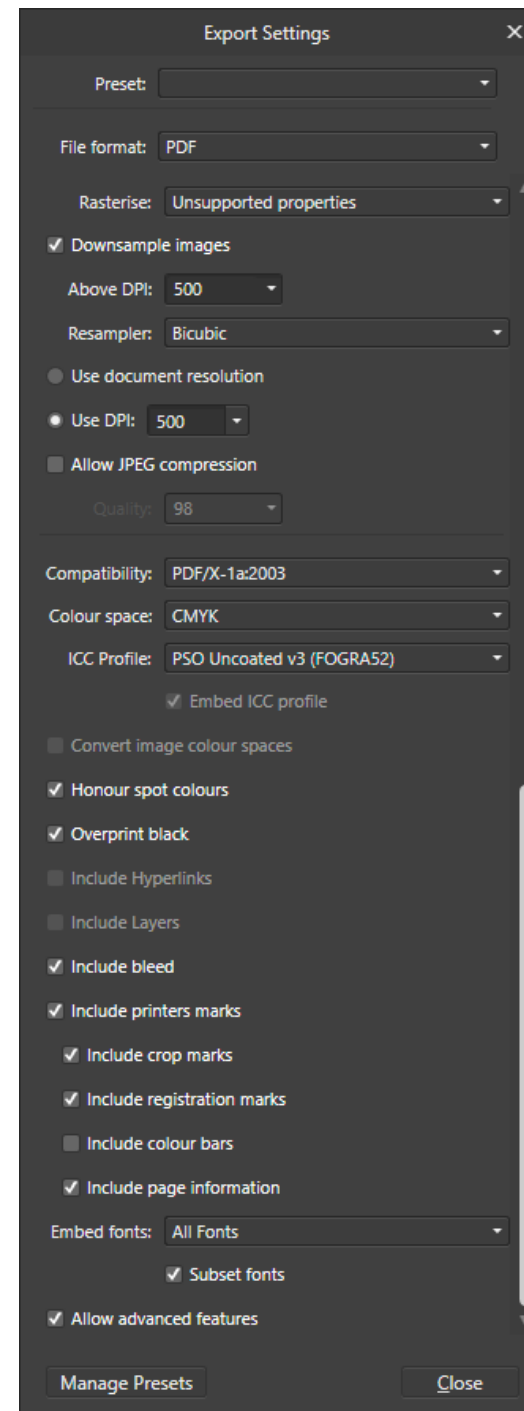 Export Settings
Preset:
File format: PDF
Rasterise: Unsupported properties
Downsample images
Above DPI: 500
Resampler: Bicubic
Use document resolution
Use DPI: 500
Allow JPEG compression
Quality: 98
Compatibility: PDF/X-1a:2003
Colour space: CMYK
ICC Profile: PSO Uncoated v3 (FOGRA52)
Embed ICC profile
Convert image colour spaces
Honour spot colours
Overprint black
Include Hyperlinks
Include Layers
Include bleed
Include printers marks
Include crop marks
Include registration marks
Include colour bars
Include page information
Embed fonts: All Fonts
Subset fonts
Allow advanced features
Manage Presets Close